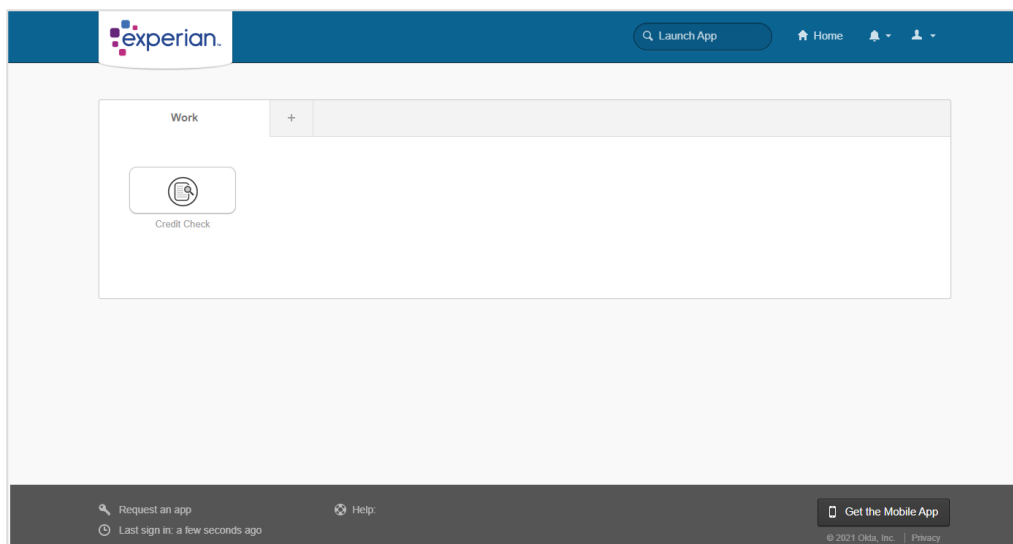 experian.
Launch App
Home
Work
+
Credit Check
Request an app
Help:
Get the Mobile App
Last sign in: a few seconds ago
© 2021 Okta, Inc. | Privacy